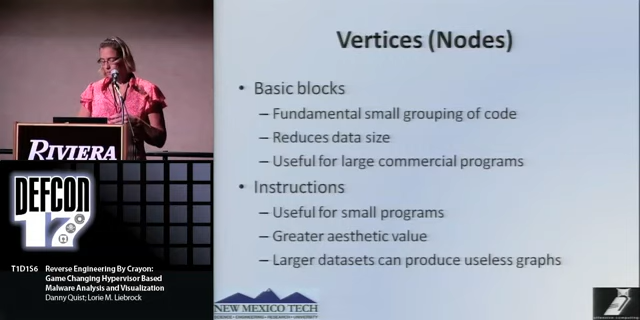 RIVIERA
DEFCON
17
T1D1S6 Reverse Engineering By Crayon:
Game Changing Hypervisor Based
Malware Analysis and Visualization
Danny Quist; Lorie M. Liebrock
Vertices (Nodes)
• Basic blocks
– Fundamental small grouping of code
– Reduces data size
– Useful for large commercial programs
• Instructions
– Useful for small programs
– Greater aesthetic value
– Larger datasets can produce useless graphs
NEW MEXICO TECH